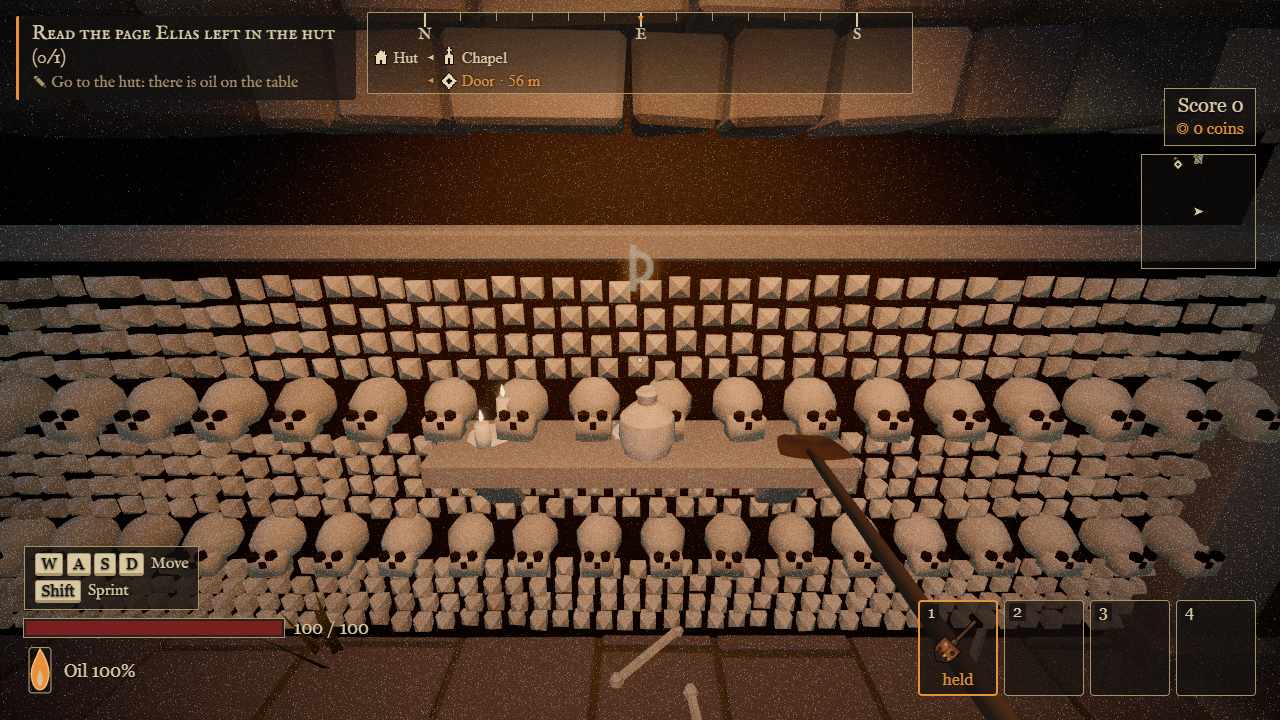 READ THE PAGE ELIAS LEFT IN THE HUT
(0/1)
Go to the hut: there is oil on the table
N E S
Hut Chapel
Door · 56 m
Score 0
0 coins
þ
W A S D Move
Shift Sprint
100 / 100
Oil 100%
1 2 3 4
held